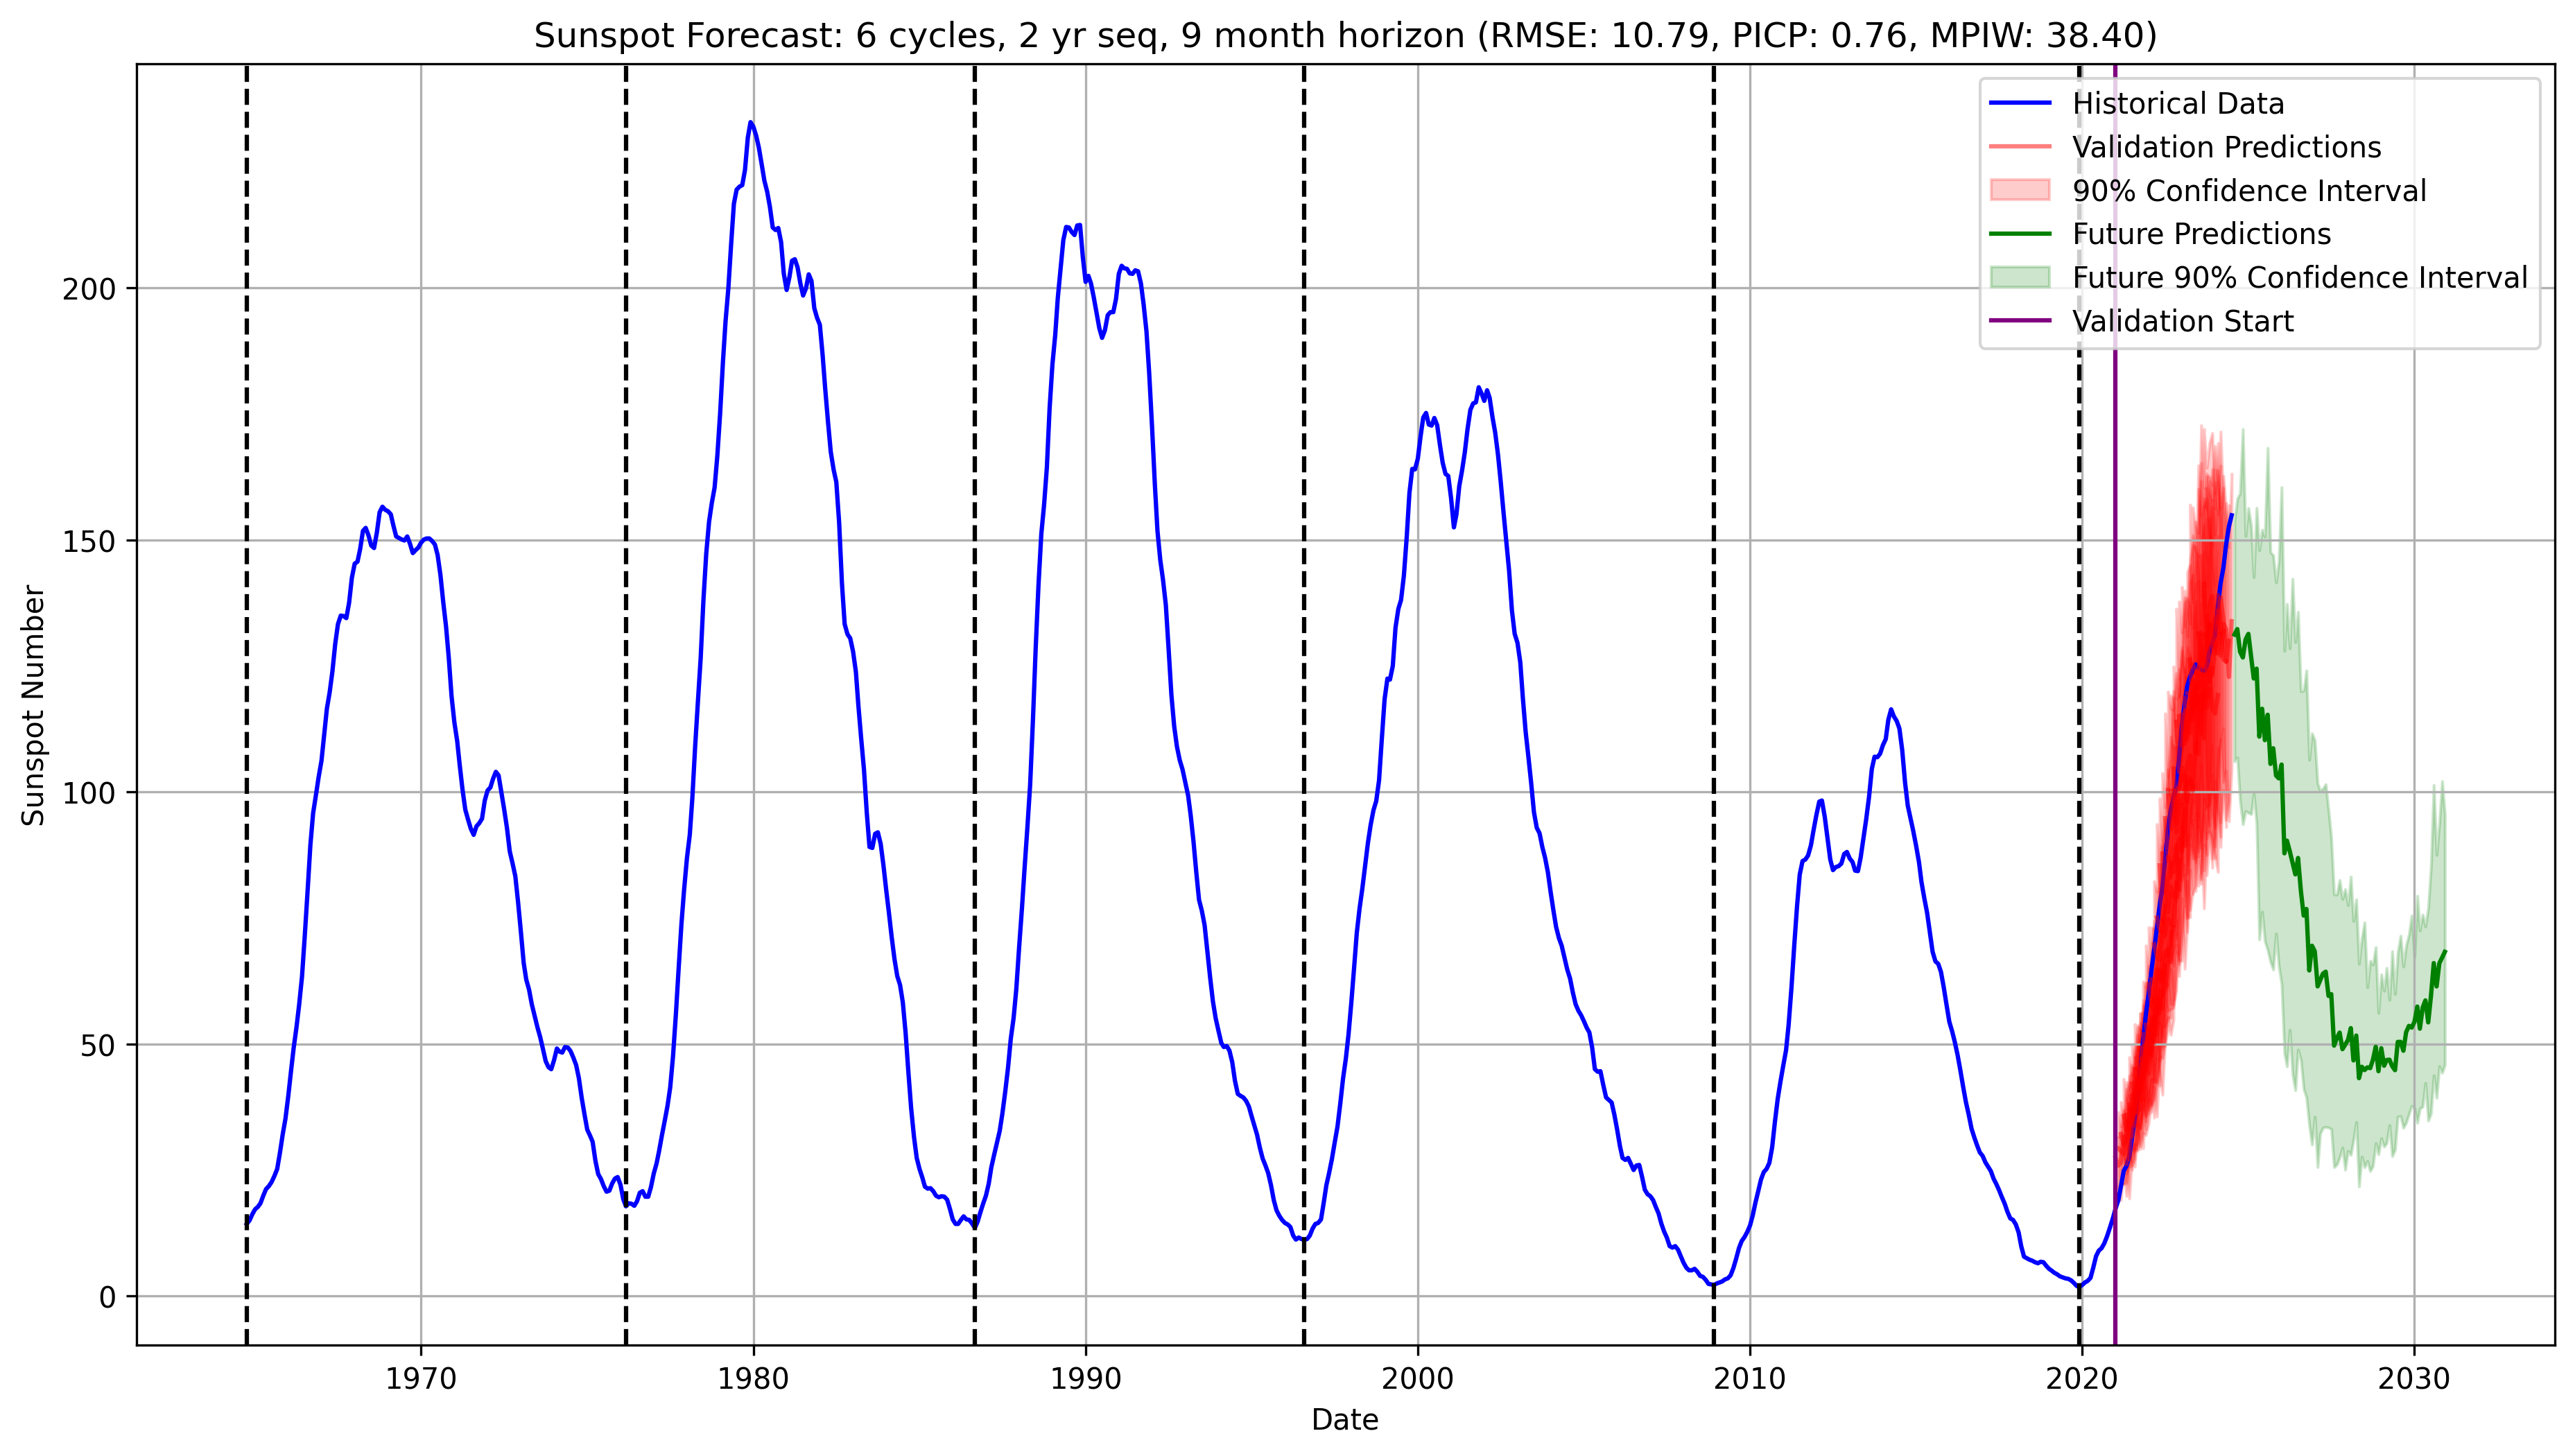 Sunspot Forecast: 6 cycles, 2 yr seq, 9 month horizon (RMSE: 10.79, PICP: 0.76, MPIW: 38.40)
Historical Data
Validation Predictions
90% Confidence Interval
Future Predictions
Future 90% Confidence Interval
Validation Start
Sunspot Number
200
150
100
50
0
1970 1980 1990 2000 2010 2020 2030
Date